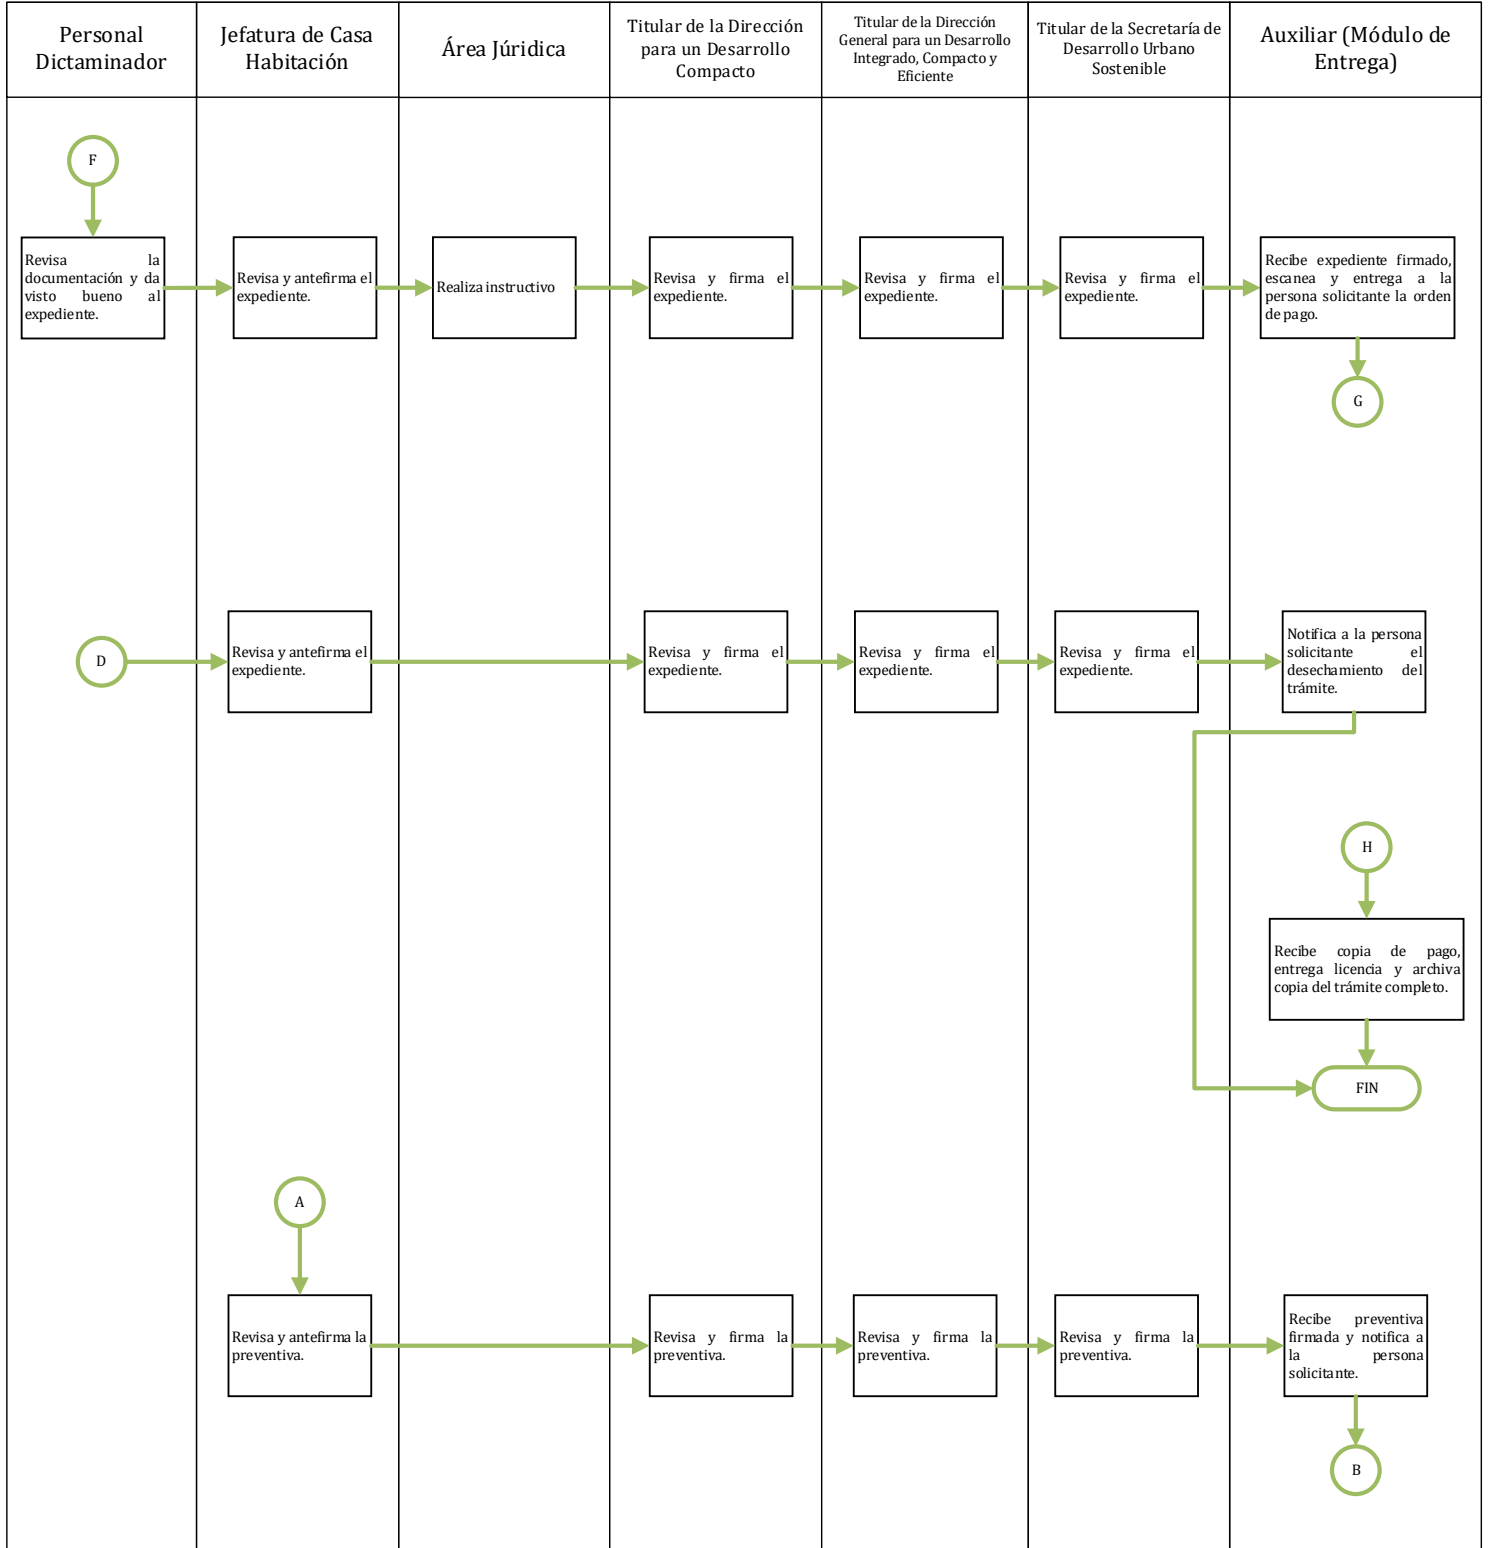 Personal
Dictaminador
Jefatura de Casa
Habitación
Área Júridica
Titular de la Dirección
para un Desarrollo
Compacto
Titular de la Dirección
General para un Desarrollo
Integrado, Compacto y
Eficiente
Titular de la Secretaría de
Desarrollo Urbano
Sostenible
Auxiliar (Módulo de
Entrega)
F
Revisa la
documentación y da
visto bueno al
expediente.
Revisa y antefirma el
expediente.
Realiza instructivo
Revisa y firma el
expediente.
Revisa y firma el
expediente.
Revisa y firma el
expediente.
Recibe expediente firmado,
escanea y entrega a la
persona solicitante la orden
de pago.
G
D
Revisa y antefirma el
expediente.
Revisa y firma el
expediente.
Revisa y firma el
expediente.
Revisa y firma el
expediente.
Notifica a la persona
solicitante el
desechamiento del
trámite.
H
Recibe copia de pago,
entrega licencia y archiva
copia del trámite completo.
FIN
A
Revisa y antefirma la
preventiva.
Revisa y firma la
preventiva.
Revisa y firma la
preventiva.
Revisa y firma la
preventiva.
Recibe preventiva
firmada y notifica a
la persona
solicitante.
B